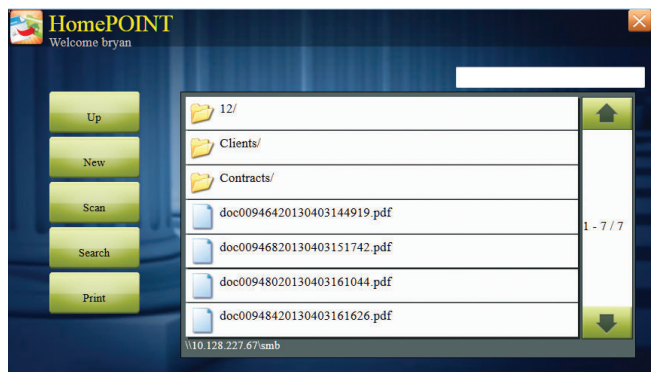 HomePOINT
Welcome bryan
Up
New
Scan
Search
Print
12/
Clients/
Contracts/
doc00946420130403144919.pdf
doc00946820130403151742.pdf
doc00948020130403161044.pdf
doc00948420130403161626.pdf
1 - 7 / 7
\\10.128.227.67\smb